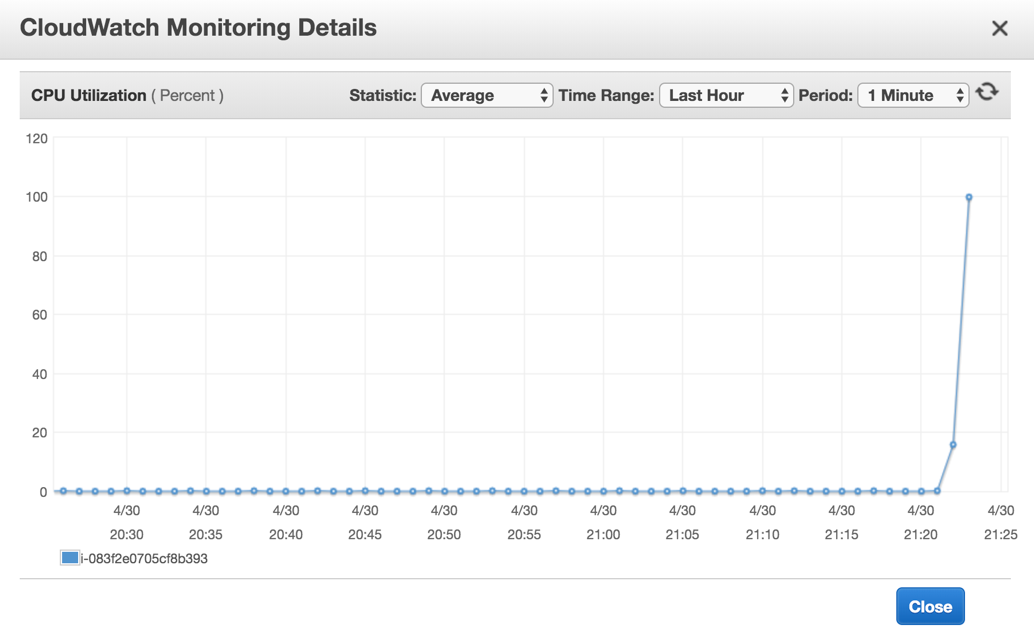 CloudWatch Monitoring Details
CPU Utilization ( Percent ) Statistic: Average Time Range: Last Hour Period: 1 Minute
120
100
80
60
40
20
0
4/30 4/30 4/30 4/30 4/30 4/30 4/30 4/30 4/30 4/30 4/30 4/30
20:30 20:35 20:40 20:45 20:50 20:55 21:00 21:05 21:10 21:15 21:20 21:25
i-083f2e0705cf8b393
Close